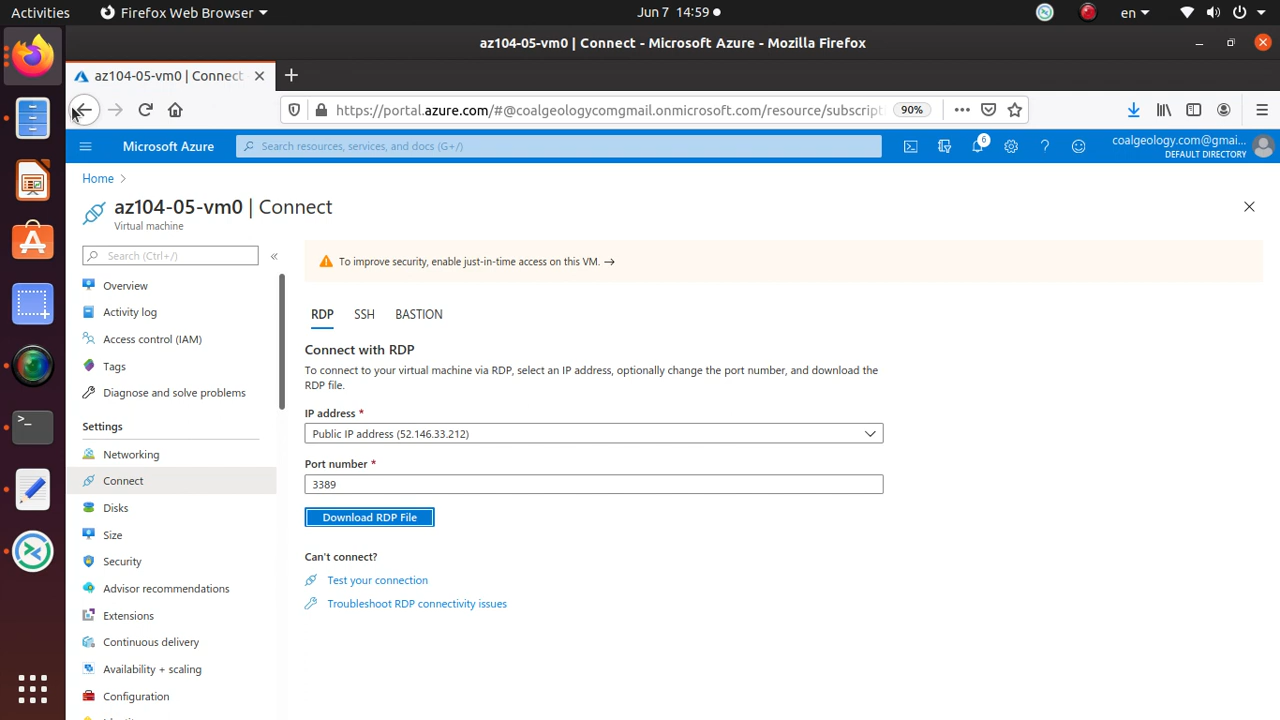 Activities
Firefox Web Browser
Jun 7 14:59
en
az104-05-vm0 | Connect - Microsoft Azure - Mozilla Firefox
az104-05-vm0 | Connect
https://portal.azure.com/#@coalgeologycomgmail.onmicrosoft.com/resource/subscript
90%
Microsoft Azure
Search resources, services, and docs (G+/)
6
coalgeology.com@gmai...
DEFAULT DIRECTORY
Home
az104-05-vm0 | Connect
Virtual machine
Search (Ctrl+/)
Overview
Activity log
Access control (IAM)
Tags
Diagnose and solve problems
Settings
Networking
Connect
Disks
Size
Security
Advisor recommendations
Extensions
Continuous delivery
Availability + scaling
Configuration
To improve security, enable just-in-time access on this VM. →
RDP SSH BASTION
Connect with RDP
To connect to your virtual machine via RDP, select an IP address, optionally change the port number, and download the
RDP file.
IP address *
Public IP address (52.146.33.212)
Port number *
3389
Download RDP File
Can't connect?
Test your connection
Troubleshoot RDP connectivity issues